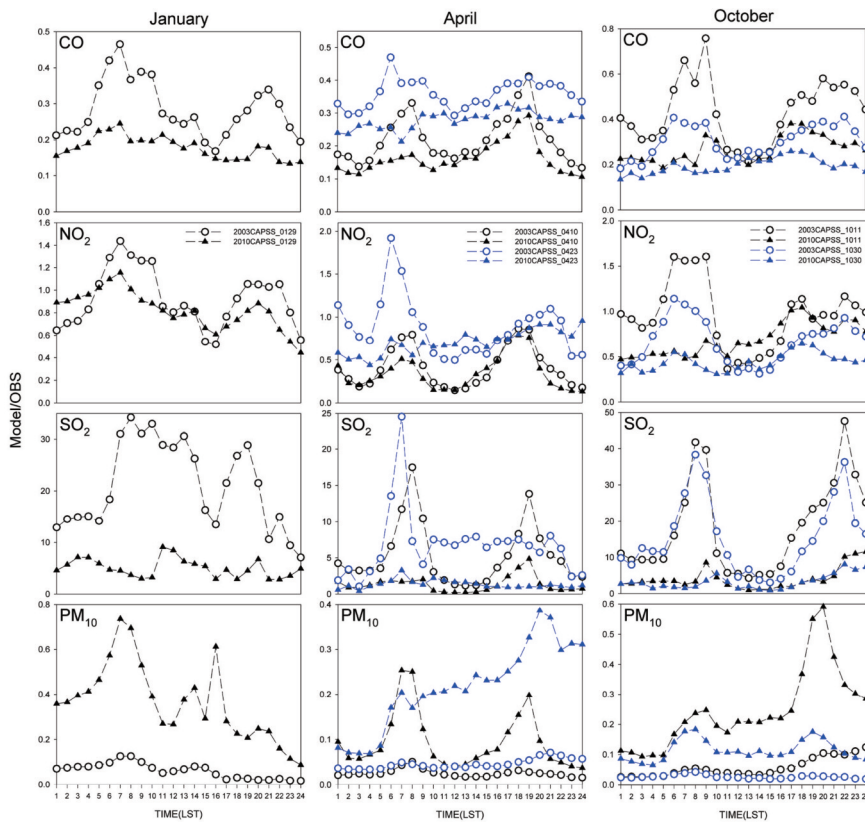 January April October
Model/OBS
CO CO CO
0.5 0.6 0.8
0.4 0.5 0.6
0.3 0.4 0.4
0.2 0.3 0.2
0.1 0.2 0.0
0.0 0.1
0.0
NO2 NO2 NO2
2003CAPSS_0129 2003CAPSS_0410 2003CAPSS_1011
2010CAPSS_0129 2010CAPSS_0410 2010CAPSS_1011
2003CAPSS_0423 2003CAPSS_1030
2010CAPSS_0423 2010CAPSS_1030
1.6 2.0 2.0
1.4 1.5 1.5
1.2 1.0 1.0
1.0 0.5 0.5
0.8 0.0 0.0
0.6
0.4
0.2
0.0
SO2 SO2 SO2
30 25 50
20 20 40
10 15 30
0 10 20
5 10
0 0
PM10 PM10 PM10
0.8 0.4 0.6
0.6 0.3 0.5
0.4 0.2 0.4
0.2 0.1 0.3
0.0 0.0 0.2
0.1
0.0
1 2 3 4 5 6 7 8 9 10 11 12 13 14 15 16 17 18 19 20 21 22 23 24
1 2 3 4 5 6 7 8 9 10 11 12 13 14 15 16 17 18 19 20 21 22 23 24
1 2 3 4 5 6 7 8 9 10 11 12 13 14 15 16 17 18 19 20 21 22 23
TIME(LST) TIME(LST) TIME(LST)